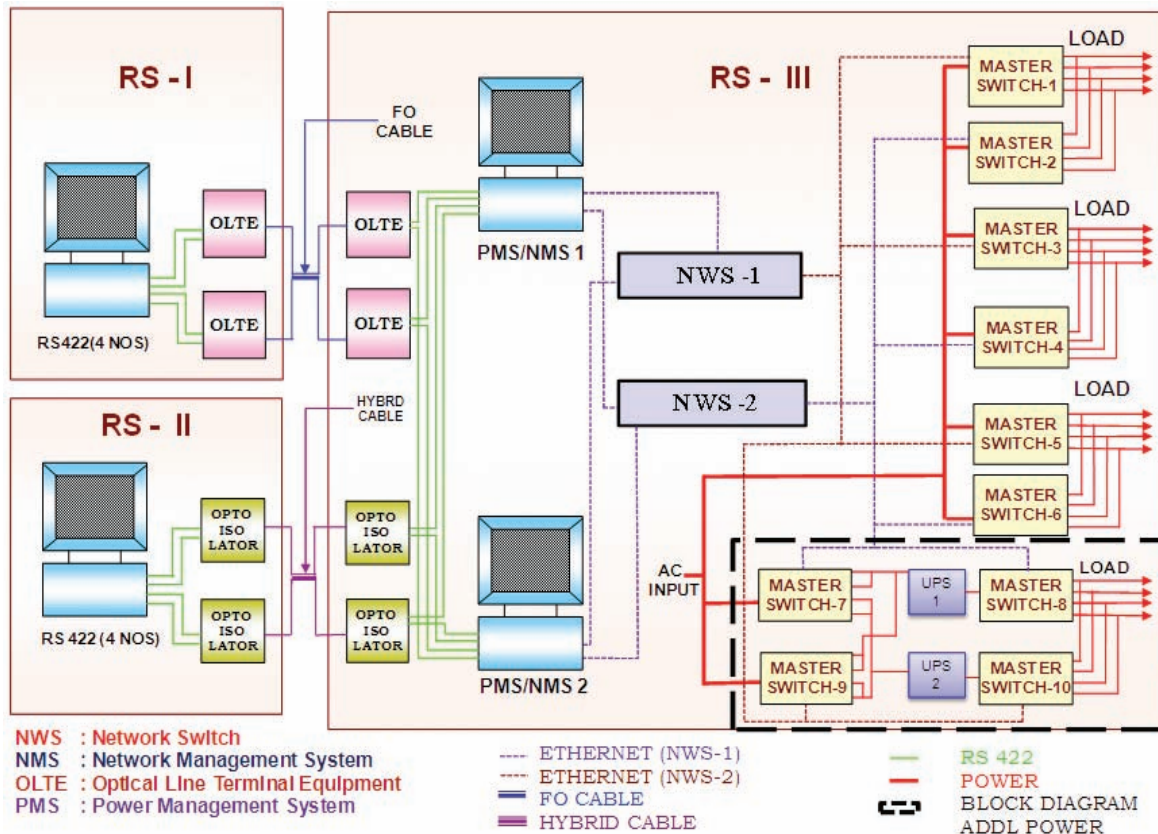 RS - I
OLTE
OLTE
RS422(4 NOS)
FO
CABLE
RS - II
HYBRD
CABLE
OPTO
ISO
LATOR
OPTO
ISO
LATOR
RS 422 (4 NOS)
RS - III
OLTE
OLTE
OPTO
ISO
LATOR
OPTO
ISO
LATOR
PMS/NMS 1
PMS/NMS 2
NWS -1
NWS -2
LOAD
MASTER
SWITCH-1
MASTER
SWITCH-2
LOAD
MASTER
SWITCH-3
MASTER
SWITCH-4
LOAD
MASTER
SWITCH-5
MASTER
SWITCH-6
AC
INPUT
MASTER
SWITCH-7
UPS
1
MASTER
SWITCH-8
LOAD
MASTER
SWITCH-9
UPS
2
MASTER
SWITCH-10
NWS : Network Switch
NMS : Network Management System
OLTE : Optical Line Terminal Equipment
PMS : Power Management System
ETHERNET (NWS-1)
ETHERNET (NWS-2)
FO CABLE
HYBRID CABLE
RS 422
POWER
BLOCK DIAGRAM
ADDL POWER